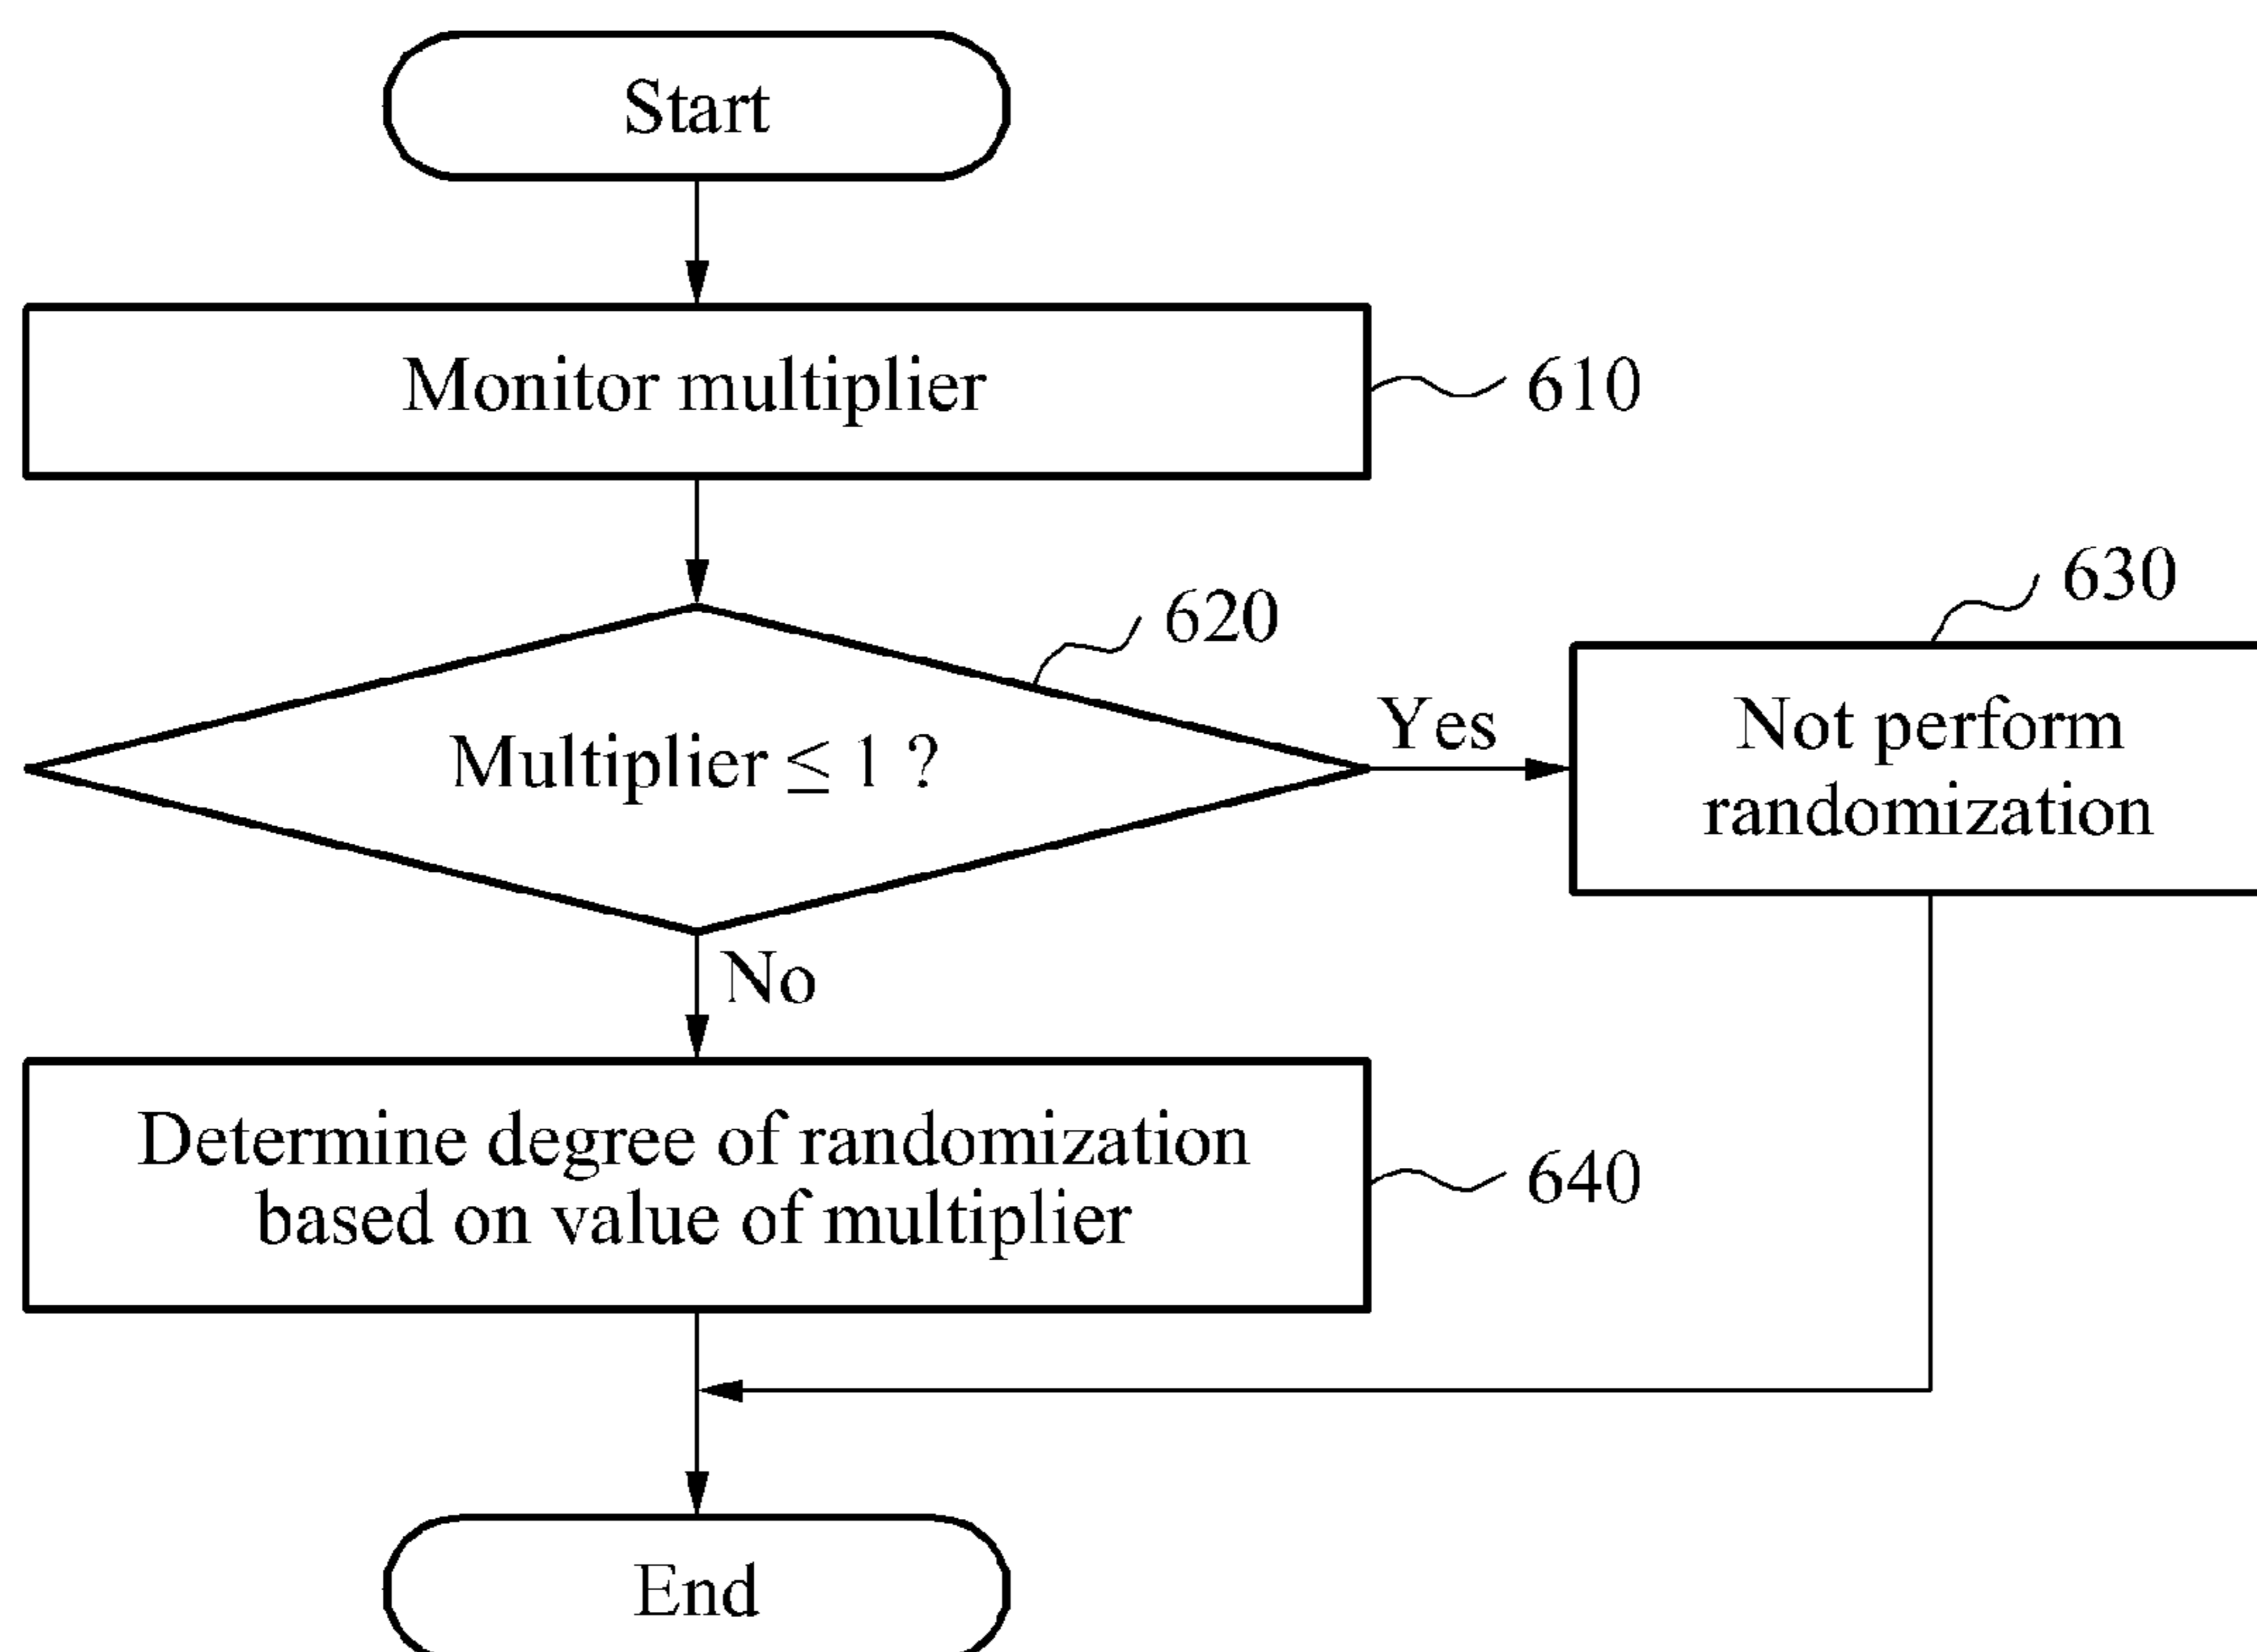 Start
Monitor multiplier
610
620
Multiplier ≤ 1 ?
Yes
630
Not perform
randomization
No
Determine degree of randomization
based on value of multiplier
640
End